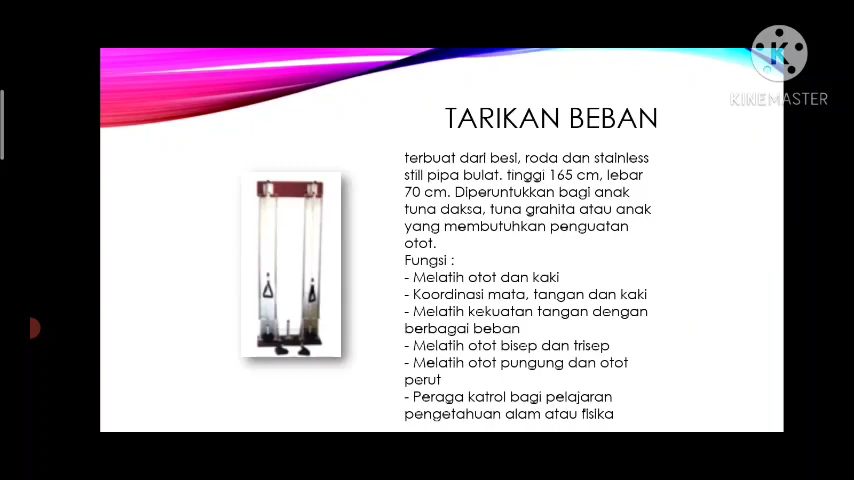 KINEMASTER
TARIKAN BEBAN
terbuat dari besi, roda dan stainless
still pipa bulat. tinggi 165 cm, lebar
70 cm. Diperuntukkan bagi anak
tuna daksa, tuna grahita atau anak
yang membutuhkan penguatan
otot.
Fungsi :
- Melatih otot dan kaki
- Koordinasi mata, tangan dan kaki
- Melatih kekuatan tangan dengan
berbagai beban
- Melatih otot bisep dan trisep
- Melatih otot pungung dan otot
perut
- Peraga katrol bagi pelajaran
pengetahuan alam atau fisika